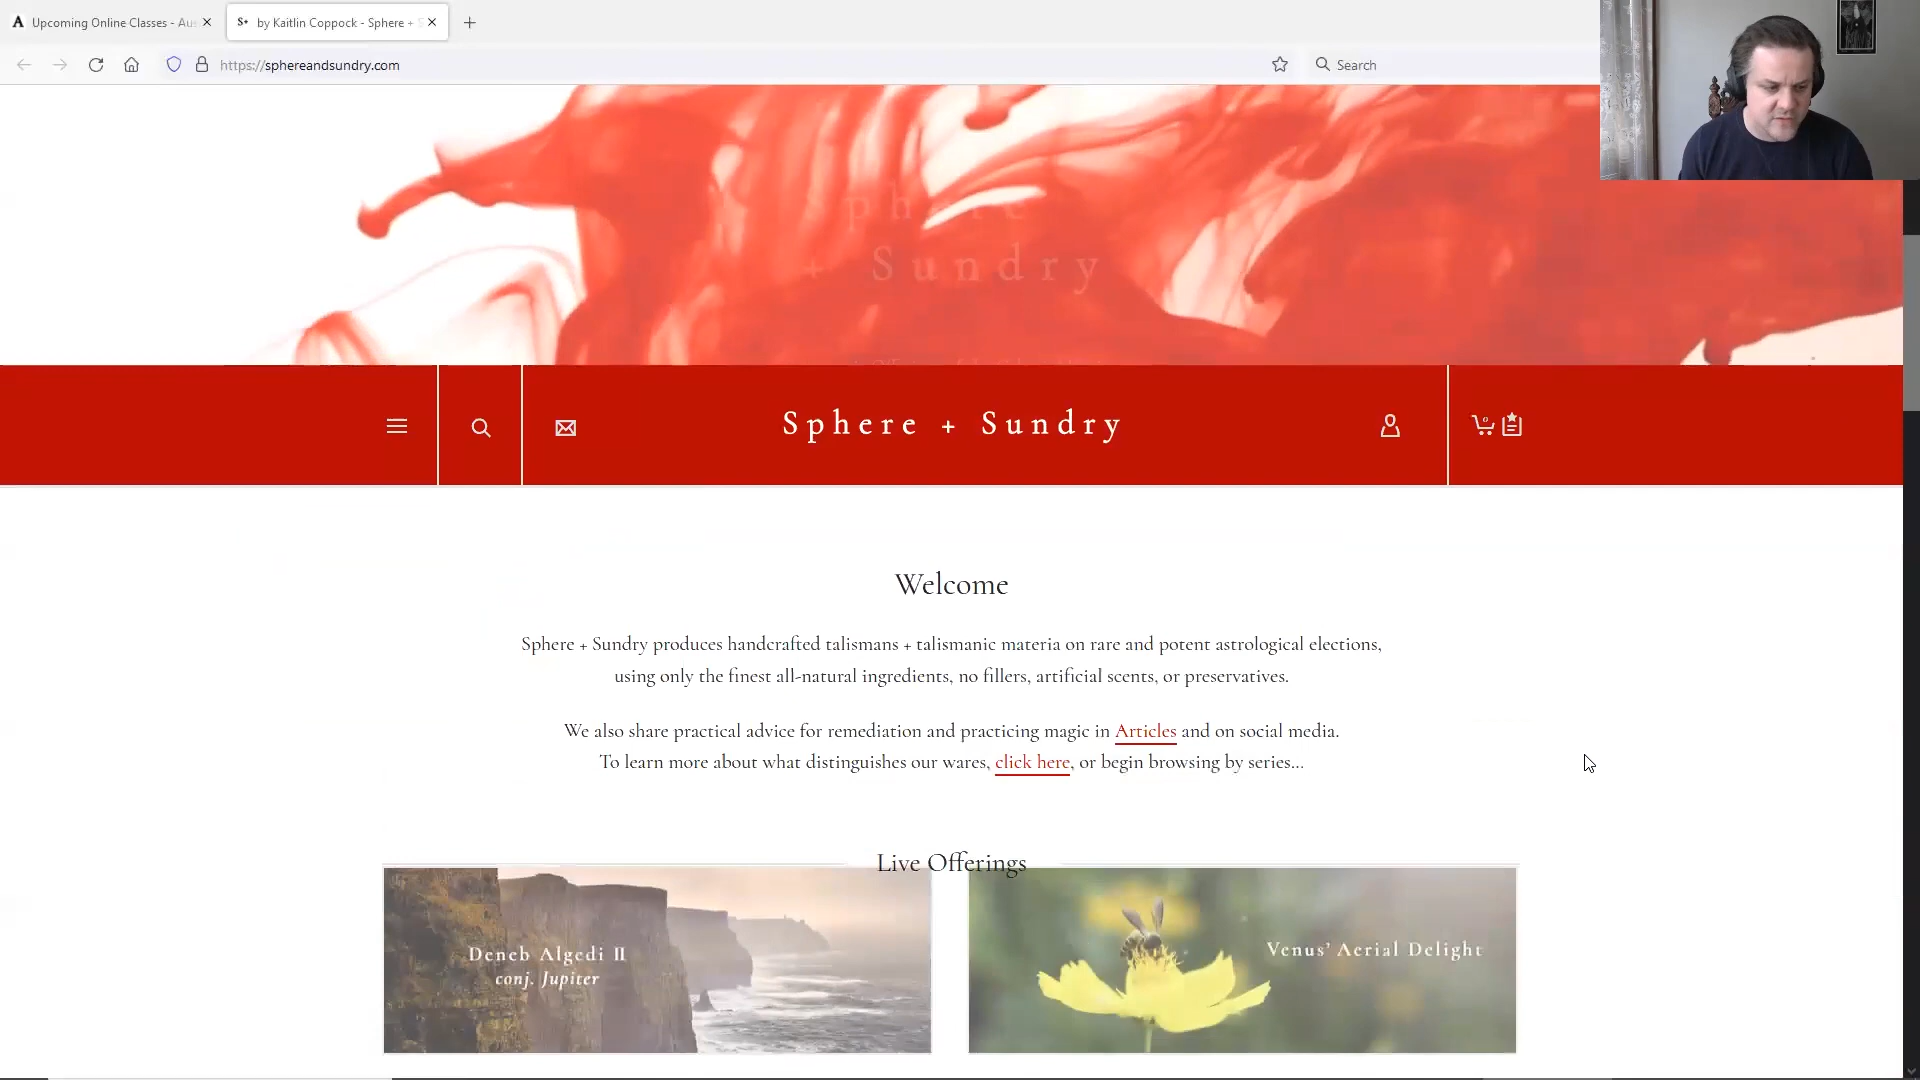 A Upcoming Online Classes - Aus
S+ by Kaitlin Coppock - Sphere +
https://sphereandsundry.com
Search
Sphere
+ Sundry
Sphere + Sundry
0
Welcome
Sphere + Sundry produces handcrafted talismans + talismanic materia on rare and potent astrological elections,
using only the finest all-natural ingredients, no fillers, artificial scents, or preservatives.
We also share practical advice for remediation and practicing magic in Articles and on social media.
To learn more about what distinguishes our wares, click here, or begin browsing by series...
Live Offerings
Deneb Algedi II
conj. Jupiter
Venus' Aerial Delight